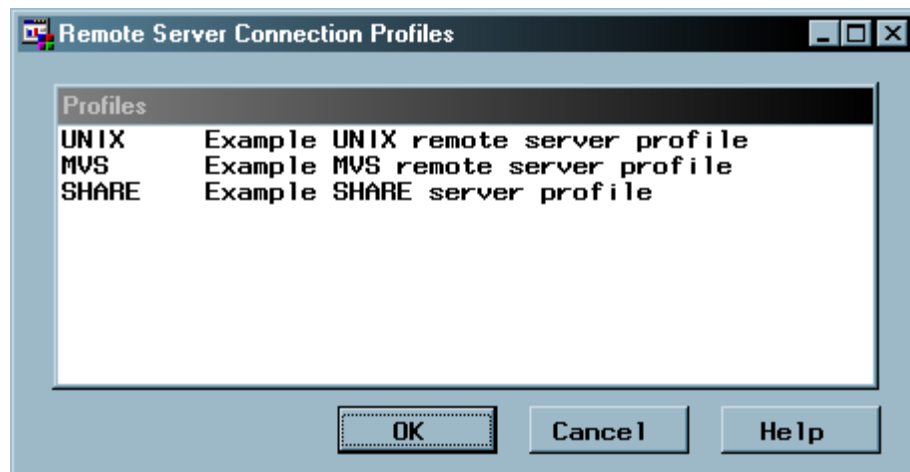 Remote Server Connection Profiles
Profiles
UNIX Example UNIX remote server profile
MVS Example MVS remote server profile
SHARE Example SHARE server profile
OK Cancel Help